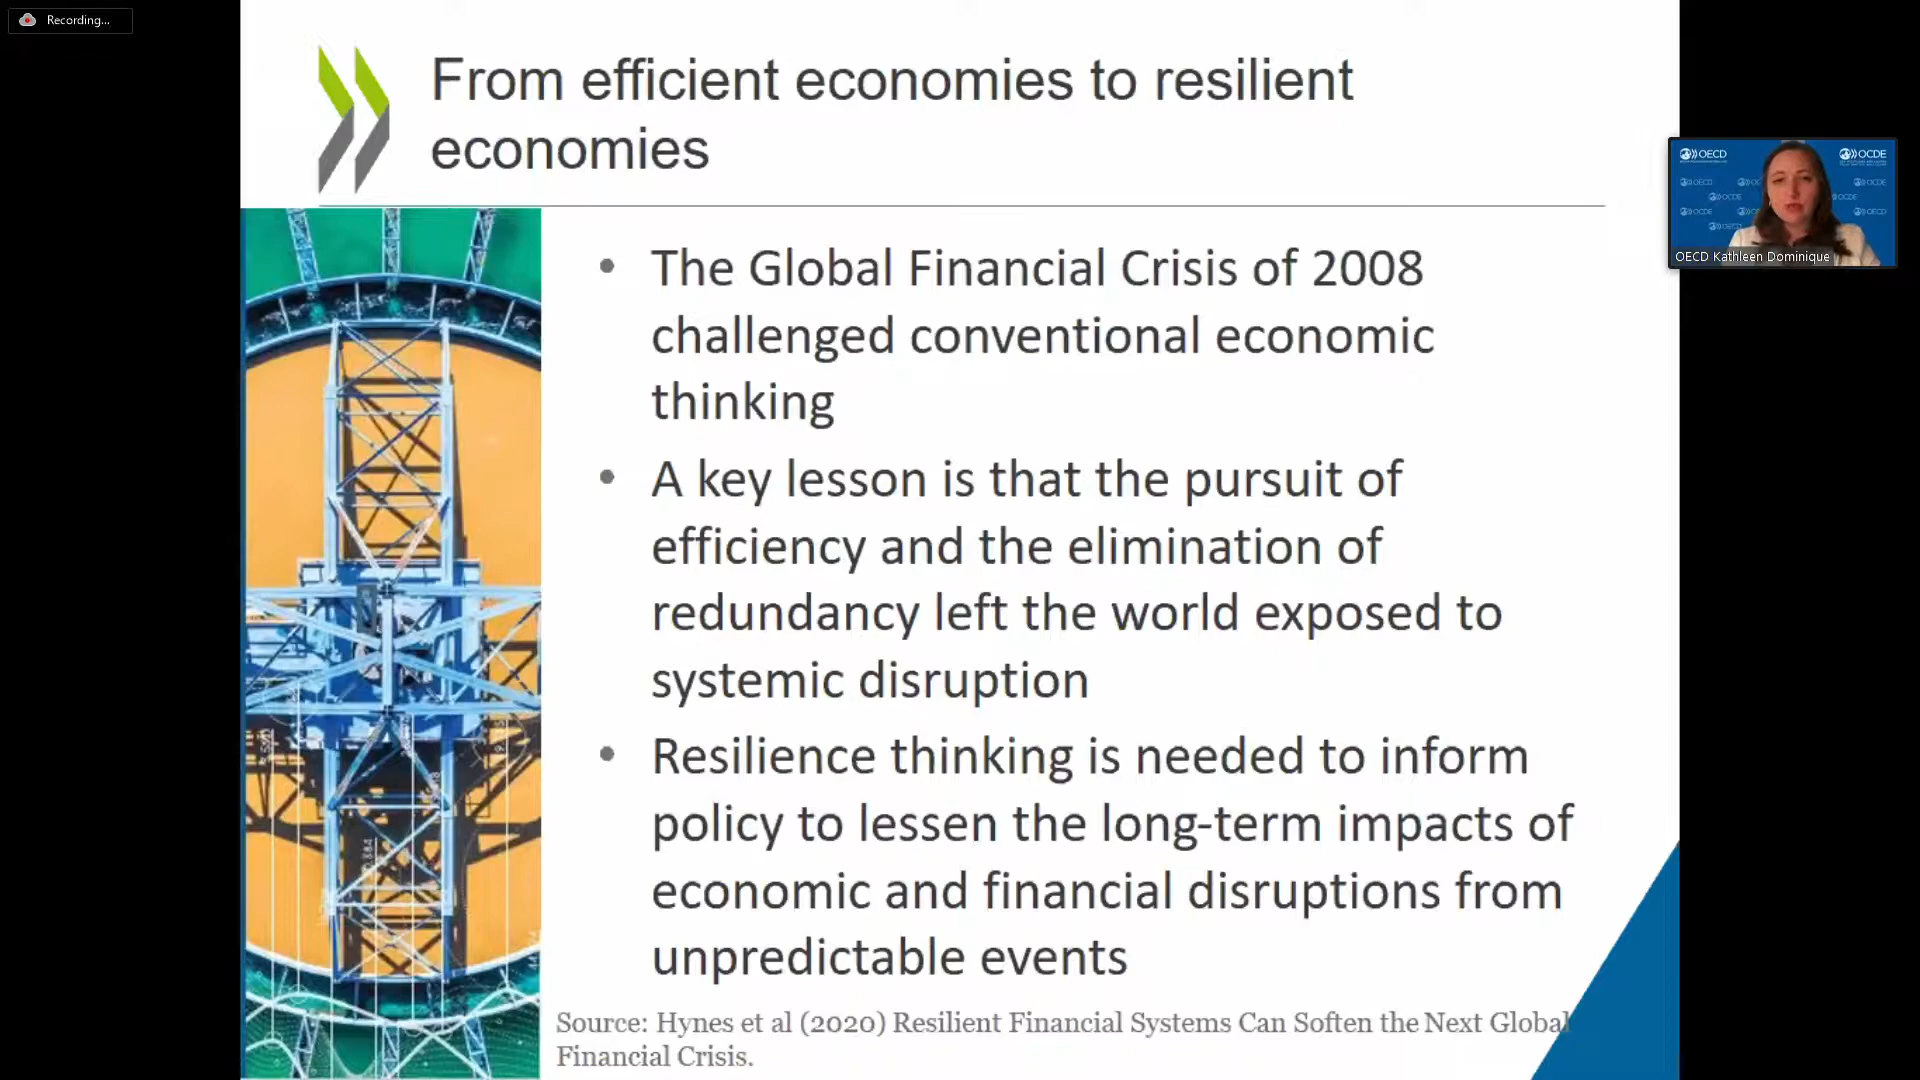 Recording...
From efficient economies to resilient
economies
• The Global Financial Crisis of 2008
challenged conventional economic
thinking
• A key lesson is that the pursuit of
efficiency and the elimination of
redundancy left the world exposed to
systemic disruption
• Resilience thinking is needed to inform
policy to lessen the long-term impacts of
economic and financial disruptions from
unpredictable events
Source: Hynes et al (2020) Resilient Financial Systems Can Soften the Next Global
Financial Crisis.
OECD
OCDE
OECD Kathleen Dominique